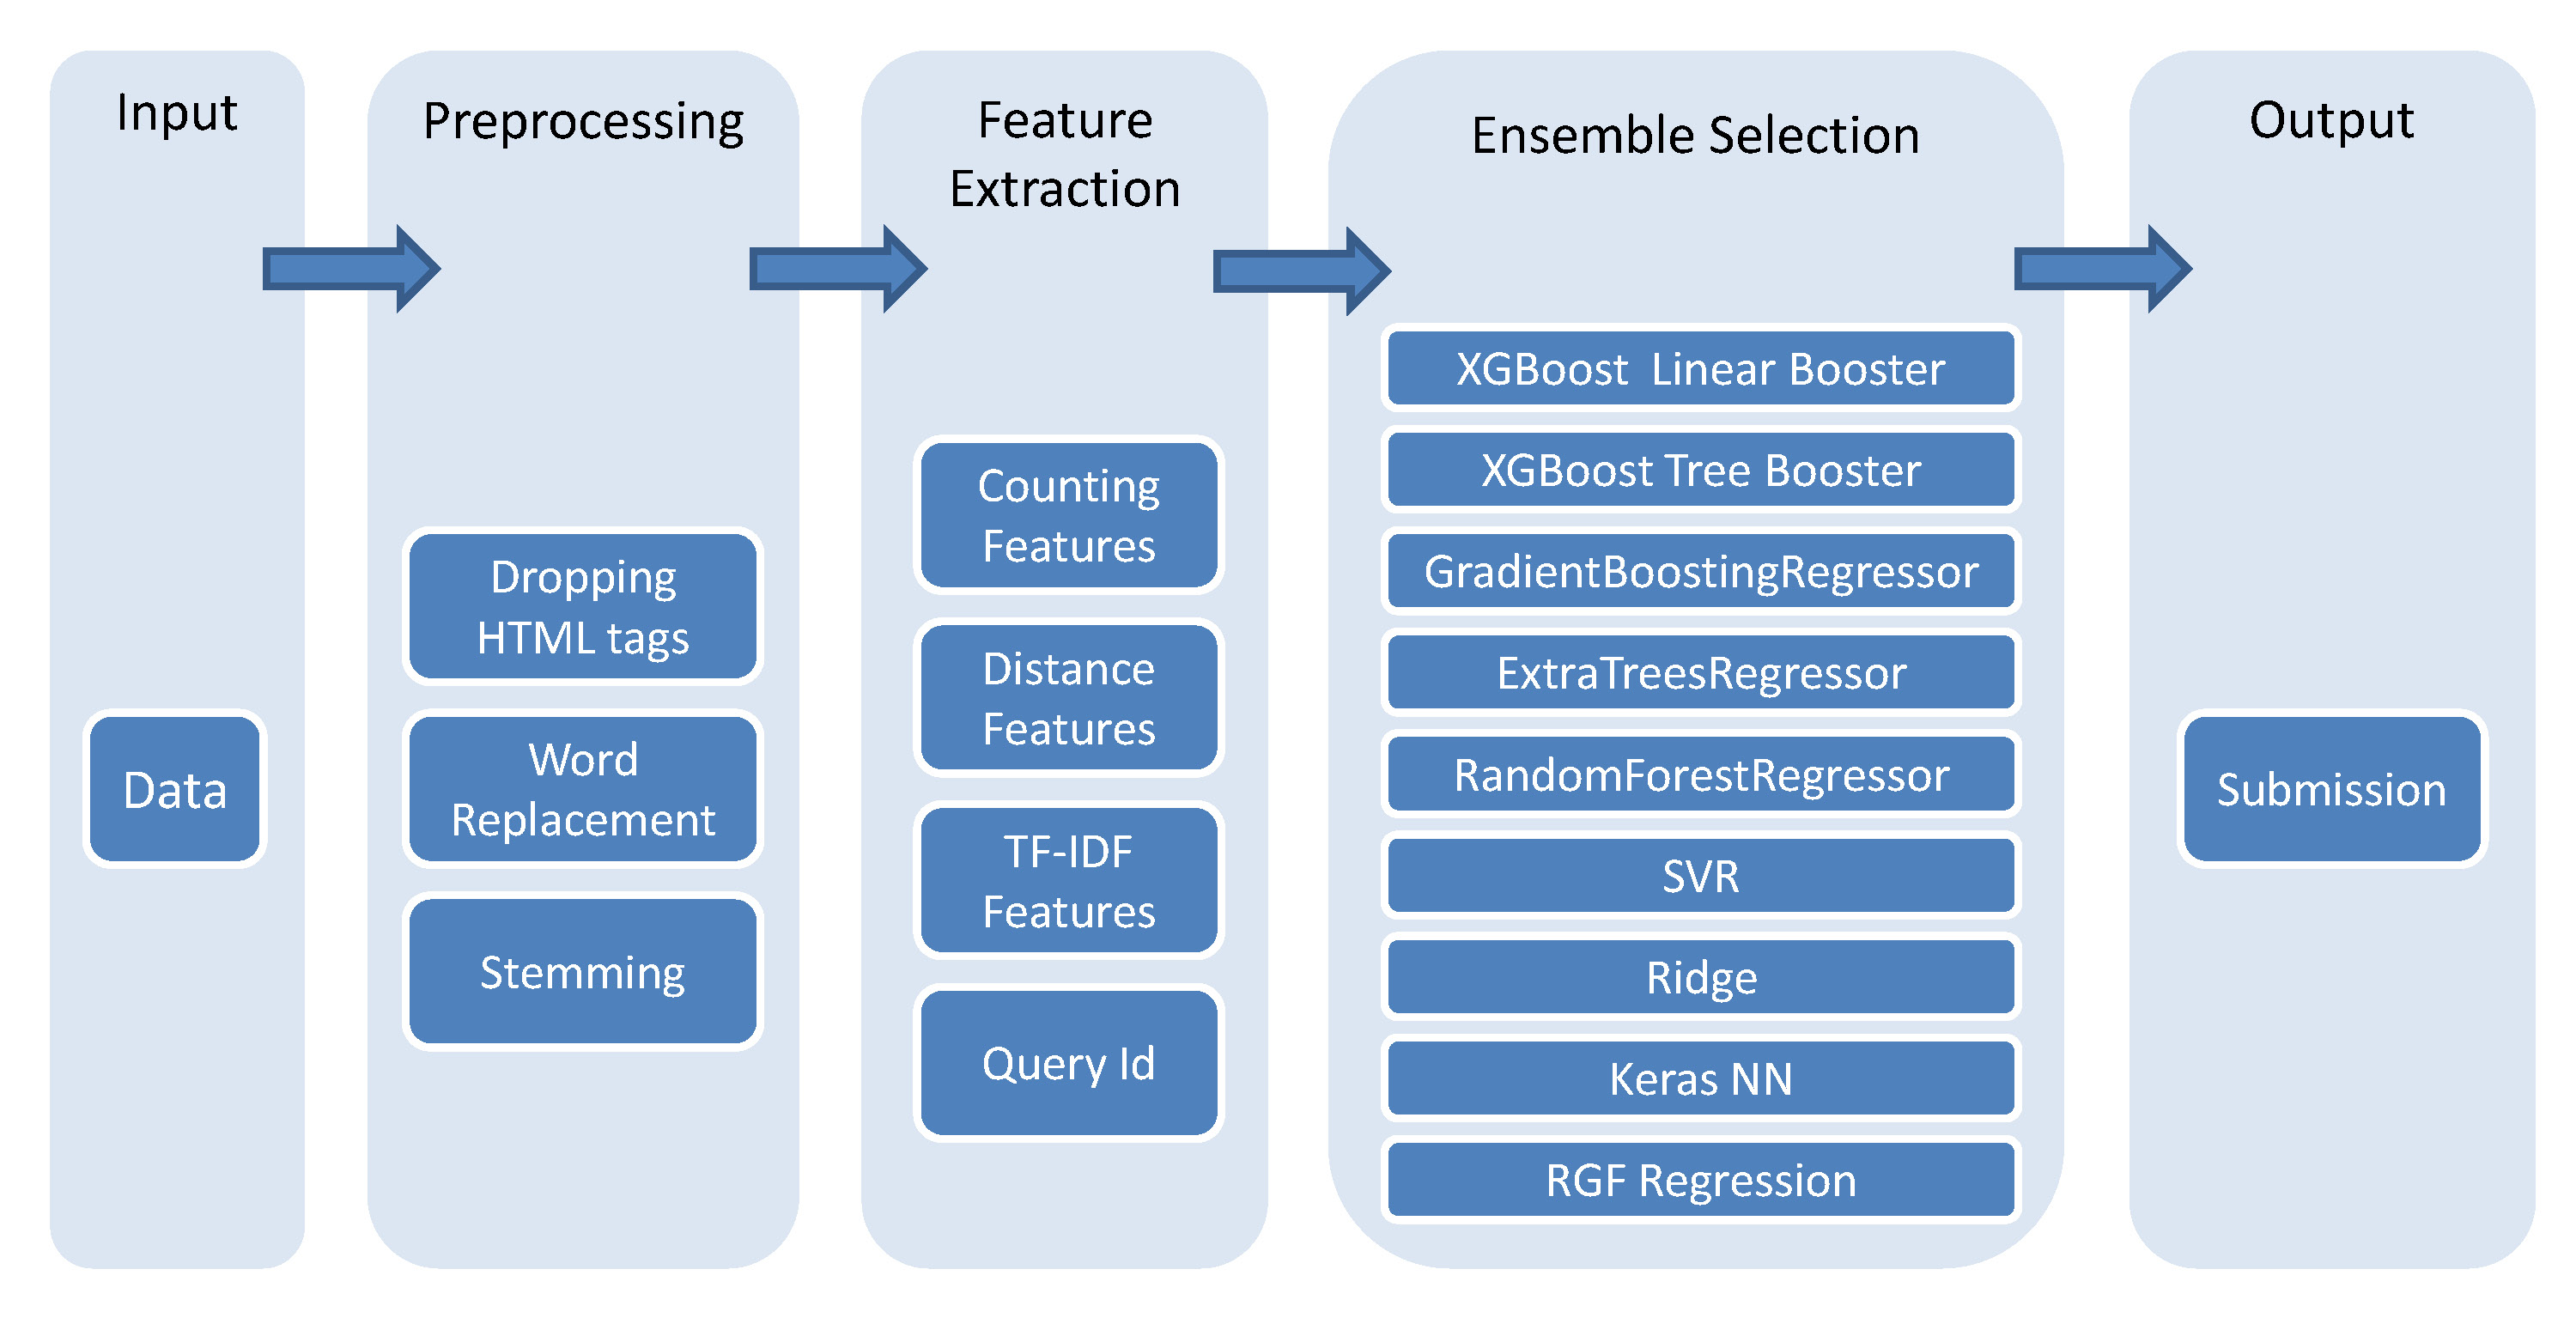 Input
Data
Preprocessing
Dropping
HTML tags
Word
Replacement
Stemming
Feature
Extraction
Counting
Features
Distance
Features
TF-IDF
Features
Query Id
Ensemble Selection
XGBoost  Linear Booster
XGBoost Tree Booster
GradientBoostingRegressor
ExtraTreesRegressor
RandomForestRegressor
SVR
Ridge
Keras NN
RGF Regression
Output
Submission